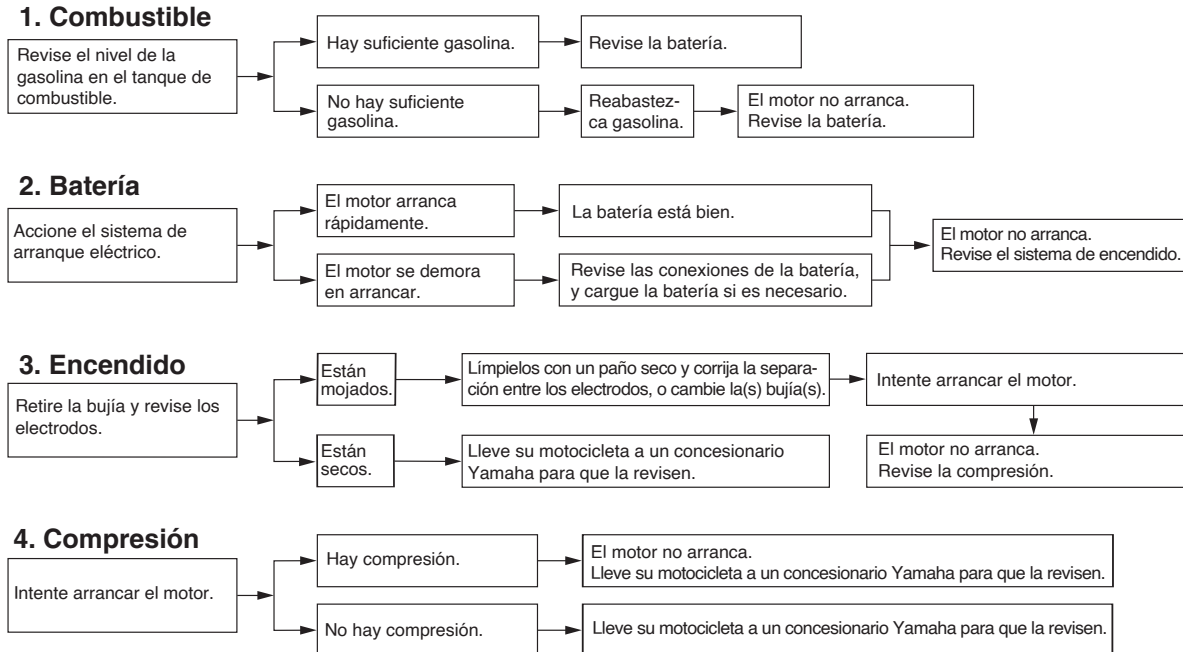 1. Combustible
Revise el nivel de la
gasolina en el tanque de
combustible.
Hay suficiente gasolina.
Revise la batería.
No hay suficiente
gasolina.
Reabastez-
ca gasolina.
El motor no arranca.
Revise la batería.
2. Batería
Accione el sistema de
arranque eléctrico.
El motor arranca
rápidamente.
La batería está bien.
El motor se demora
en arrancar.
Revise las conexiones de la batería,
y cargue la batería si es necesario.
El motor no arranca.
Revise el sistema de encendido.
3. Encendido
Retire la bujía y revise los
electrodos.
Están
mojados.
Límpielos con un paño seco y corrija la separa-
ción entre los electrodos, o cambie la(s) bujía(s).
Intente arrancar el motor.
Están
secos.
Lleve su motocicleta a un concesionario
Yamaha para que la revisen.
El motor no arranca.
Revise la compresión.
4. Compresión
Intente arrancar el motor.
Hay compresión.
El motor no arranca.
Lleve su motocicleta a un concesionario Yamaha para que la revisen.
No hay compresión.
Lleve su motocicleta a un concesionario Yamaha para que la revisen.